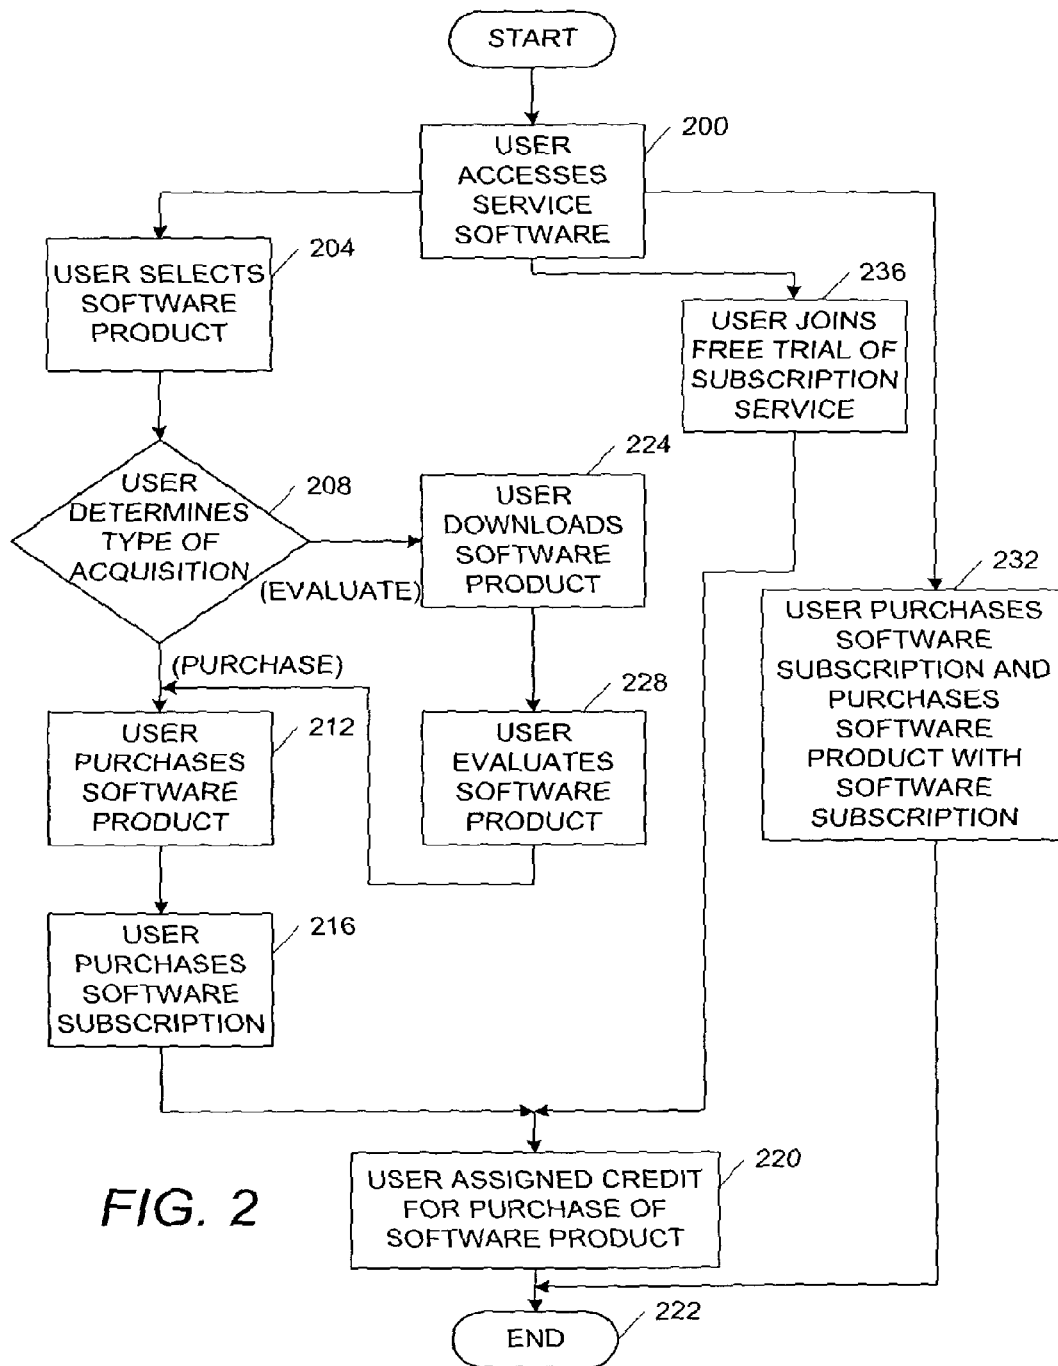 START
200
USER
ACCESSES
SERVICE
SOFTWARE
204
USER SELECTS
SOFTWARE
PRODUCT
236
USER JOINS
FREE TRIAL OF
SUBSCRIPTION
SERVICE
208
USER
DETERMINES
TYPE OF
ACQUISITION
(EVALUATE)
(PURCHASE)
224
USER
DOWNLOADS
SOFTWARE
PRODUCT
232
USER PURCHASES
SOFTWARE
SUBSCRIPTION AND
PURCHASES
SOFTWARE
PRODUCT WITH
SOFTWARE
SUBSCRIPTION
212
USER
PURCHASES
SOFTWARE
PRODUCT
228
USER
EVALUATES
SOFTWARE
PRODUCT
216
USER
PURCHASES
SOFTWARE
SUBSCRIPTION
220
USER ASSIGNED CREDIT
FOR PURCHASE OF
SOFTWARE PRODUCT
FIG. 2
222
END